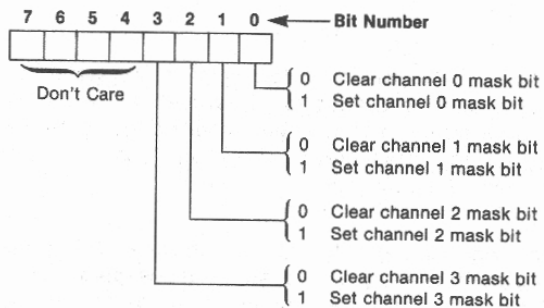 7 6 5 4 3 2 1 0 Bit Number
Don't Care
0 Clear channel 0 mask bit
1 Set channel 0 mask bit
0 Clear channel 1 mask bit
1 Set channel 1 mask bit
0 Clear channel 2 mask bit
1 Set channel 2 mask bit
0 Clear channel 3 mask bit
1 Set channel 3 mask bit